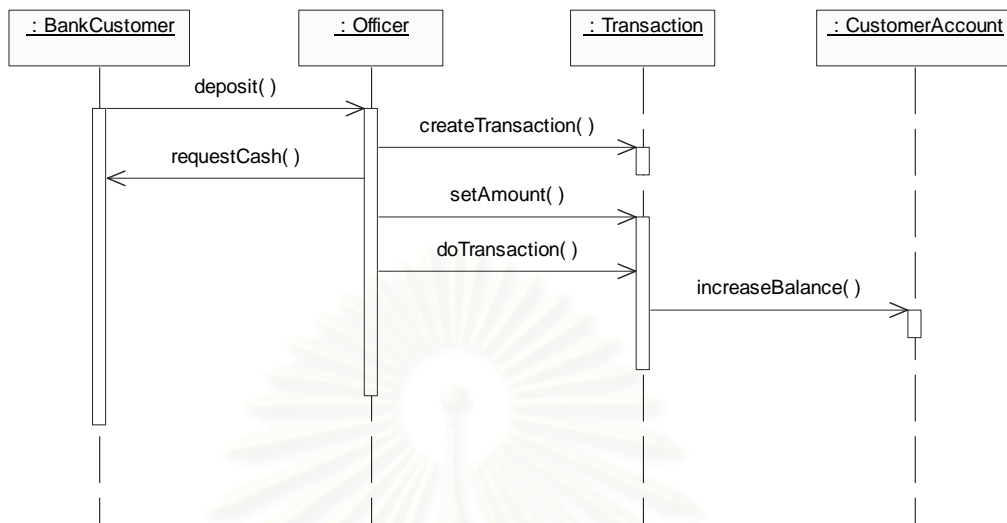 : BankCustomer
: Officer
: Transaction
: CustomerAccount
deposit( )
createTransaction( )
requestCash( )
setAmount( )
doTransaction( )
increaseBalance( )